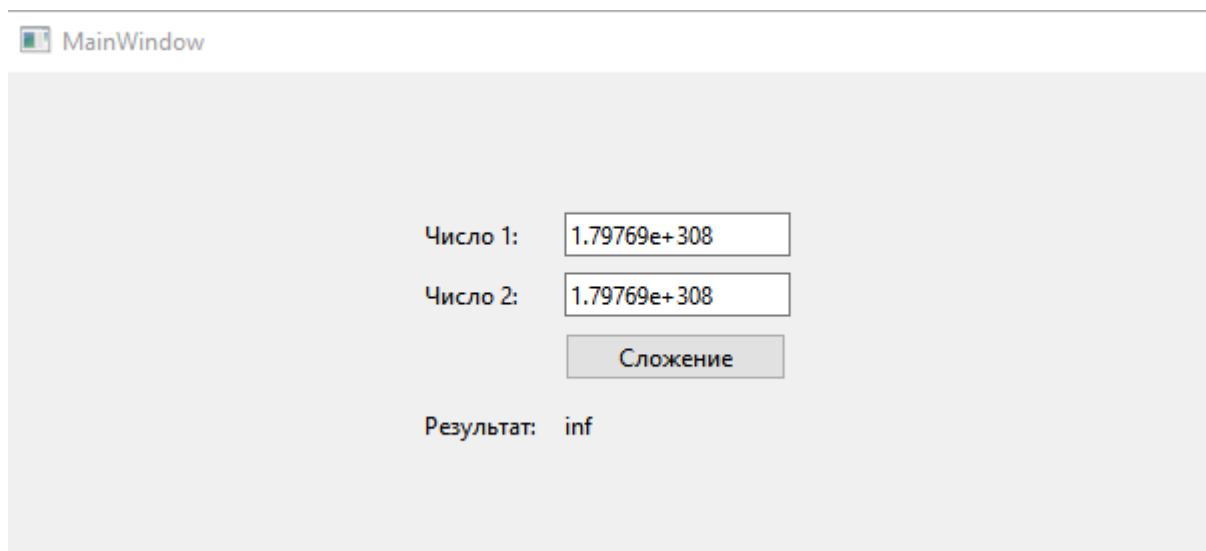 MainWindow
Число 1: 1.79769e+308
Число 2: 1.79769e+308
Сложение
Результат: inf